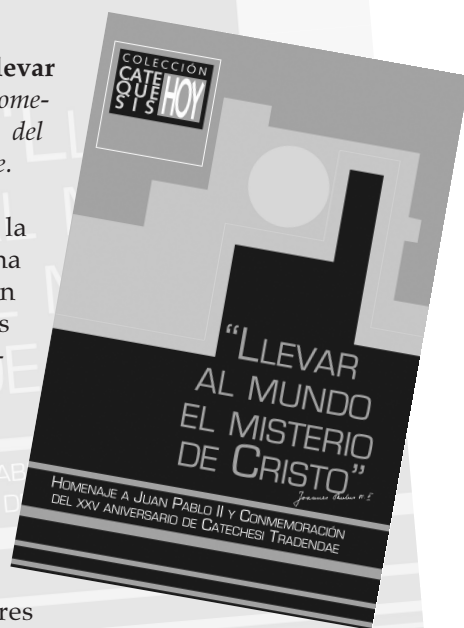 levar
ome-
del
e.
la
na
n
s
-
res
COLECCIÓN
CATE
QUE
SIS
HOY
“LLEVAR
AL MUNDO
EL MISTERIO
DE CRISTO”
HOMENAJE A JUAN PABLO II Y CONMEMORACIÓN
DEL XXV ANIVERSARIO DE CATECHESI TRADENDAE